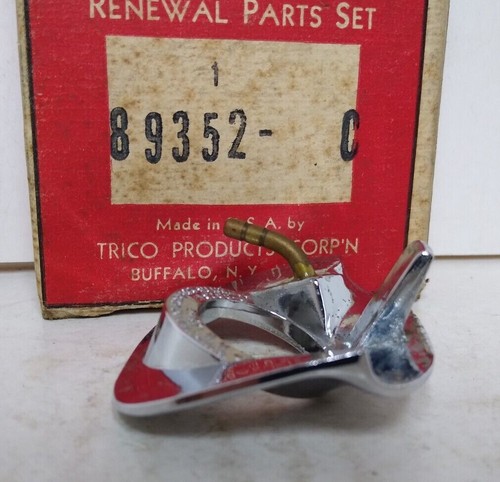 RENEWAL PARTS SET
1
89352- C
Made in U.S.A. by
TRICO PRODUCTS CORP'N
BUFFALO, N.Y.